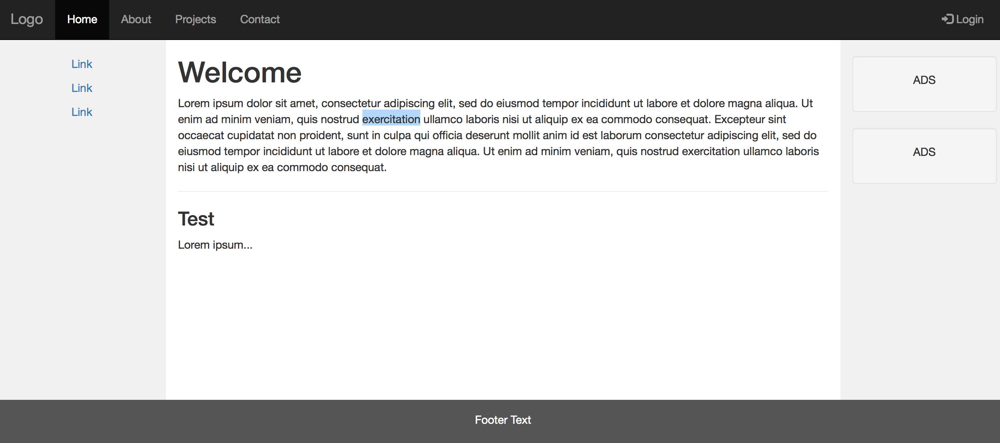 Logo
Home
About
Projects
Contact
Login
Link
Link
Link
Welcome
Lorem ipsum dolor sit amet, consectetur adipiscing elit, sed do eiusmod tempor incididunt ut labore et dolore magna aliqua. Ut
enim ad minim veniam, quis nostrud exercitation ullamco laboris nisi ut aliquip ex ea commodo consequat. Excepteur sint
occaecat cupidatat non proident, sunt in culpa qui officia deserunt mollit anim id est laborum consectetur adipiscing elit, sed do
eiusmod tempor incididunt ut labore et dolore magna aliqua. Ut enim ad minim veniam, quis nostrud exercitation ullamco laboris
nisi ut aliquip ex ea commodo consequat.
Test
Lorem ipsum...
ADS
ADS
Footer Text